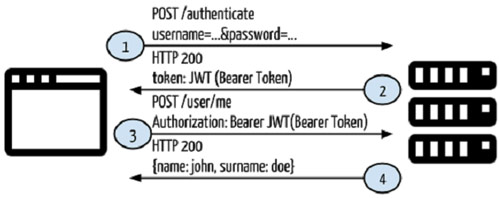 POST /authenticate
1
username=...&password=...
HTTP 200
token: JWT (Bearer Token)
2
POST /user/me
3
Authorization: Bearer JWT(Bearer Token)
HTTP 200
{name: john, surname: doe}
4